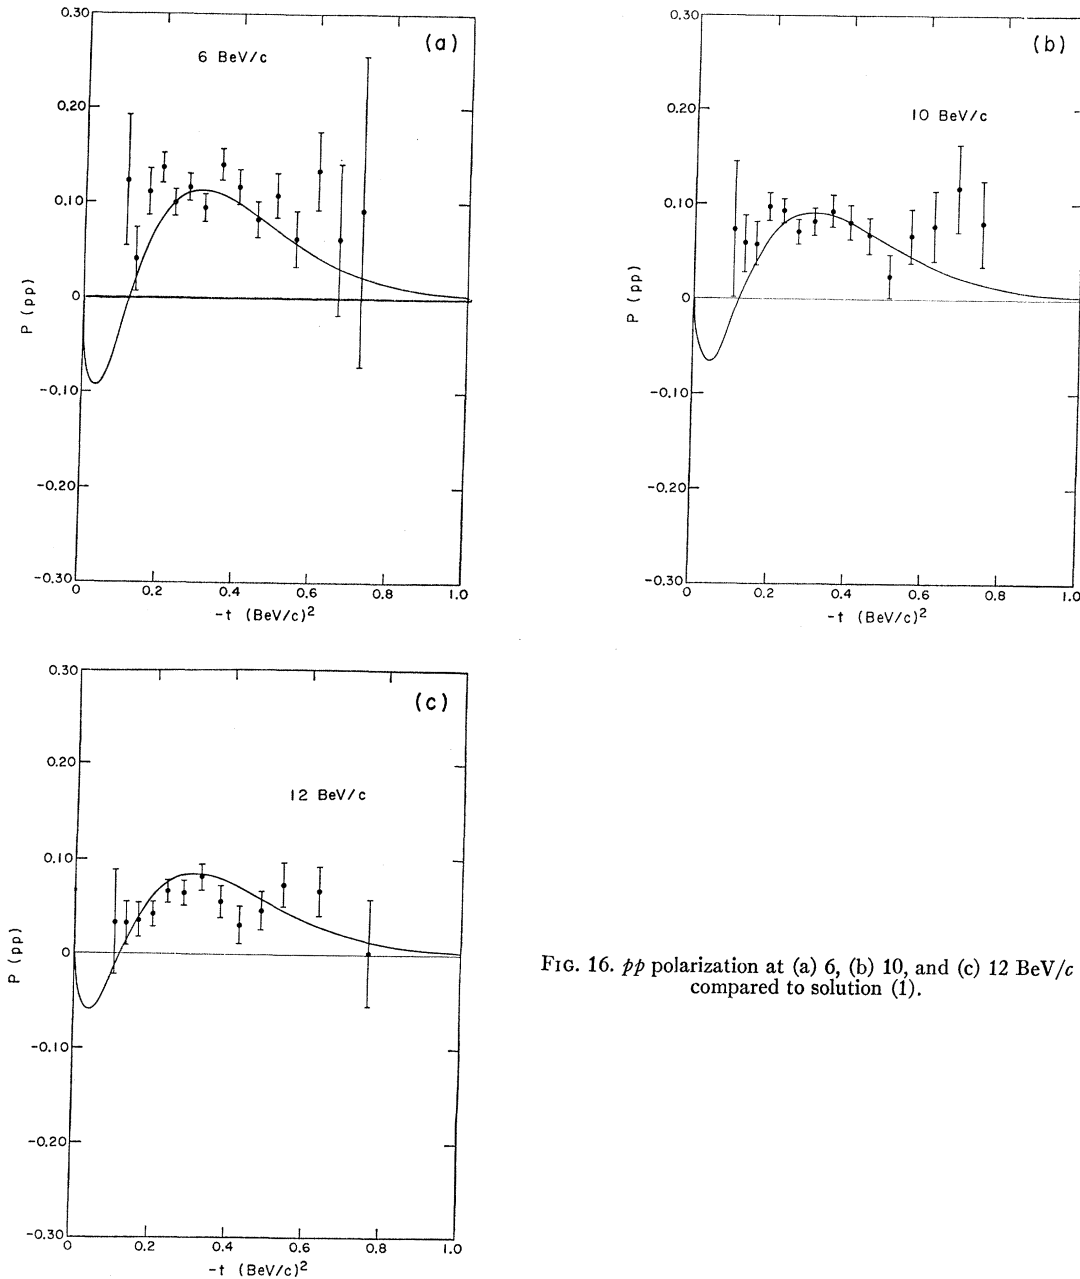 0.30
(a)
6 BeV/c
0.20
0.10
0
P (pp)
-0.10
-0.20
-0.30
0 0.2 0.4 0.6 0.8 1.0
-t (BeV/c)²
0.30
(b)
10 BeV/c
0.20
0.10
0
P (pp)
-0.10
-0.20
-0.30
0 0.2 0.4 0.6 0.8 1.0
-t (BeV/c)²
0.30
(c)
0.20
12 BeV/c
0.10
0
P (pp)
-0.10
-0.20
-0.30
0 0.2 0.4 0.6 0.8 1.0
-t (BeV/c)²
FIG. 16. pp polarization at (a) 6, (b) 10, and (c) 12 BeV/c
compared to solution (1).